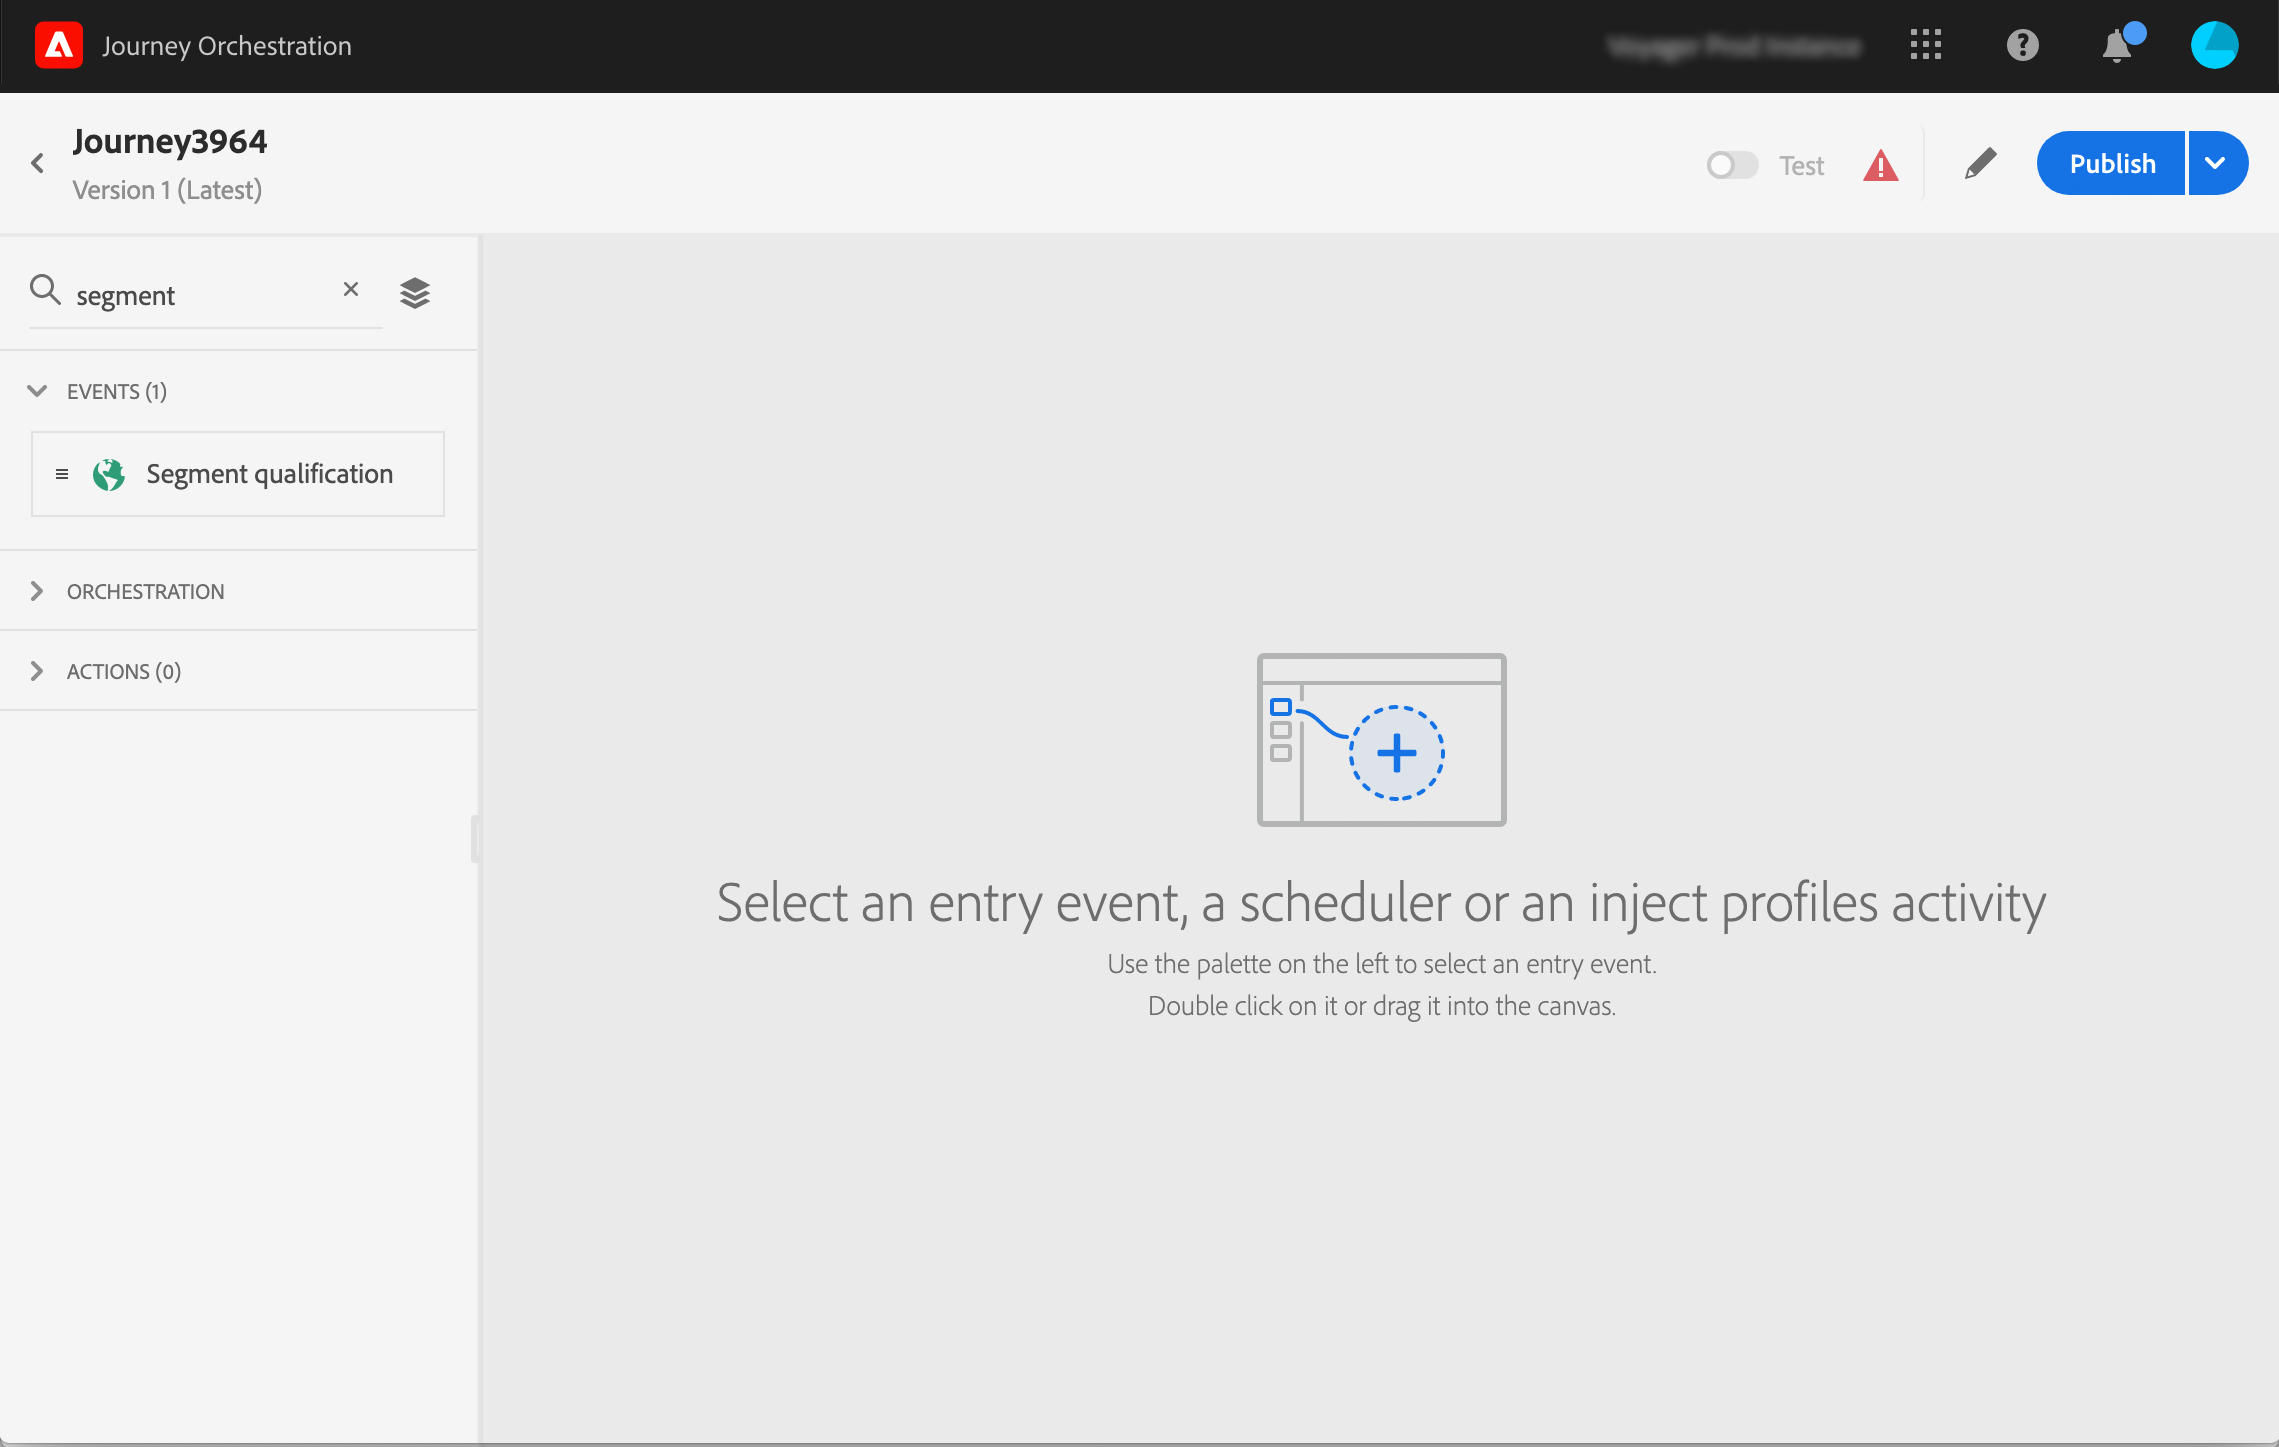 Journey Orchestration
Journey3964
Version 1 (Latest)
Test
Publish
segment
EVENTS (1)
Segment qualification
ORCHESTRATION
ACTIONS (0)
Select an entry event, a scheduler or an inject profiles activity
Use the palette on the left to select an entry event.
Double click on it or drag it into the canvas.